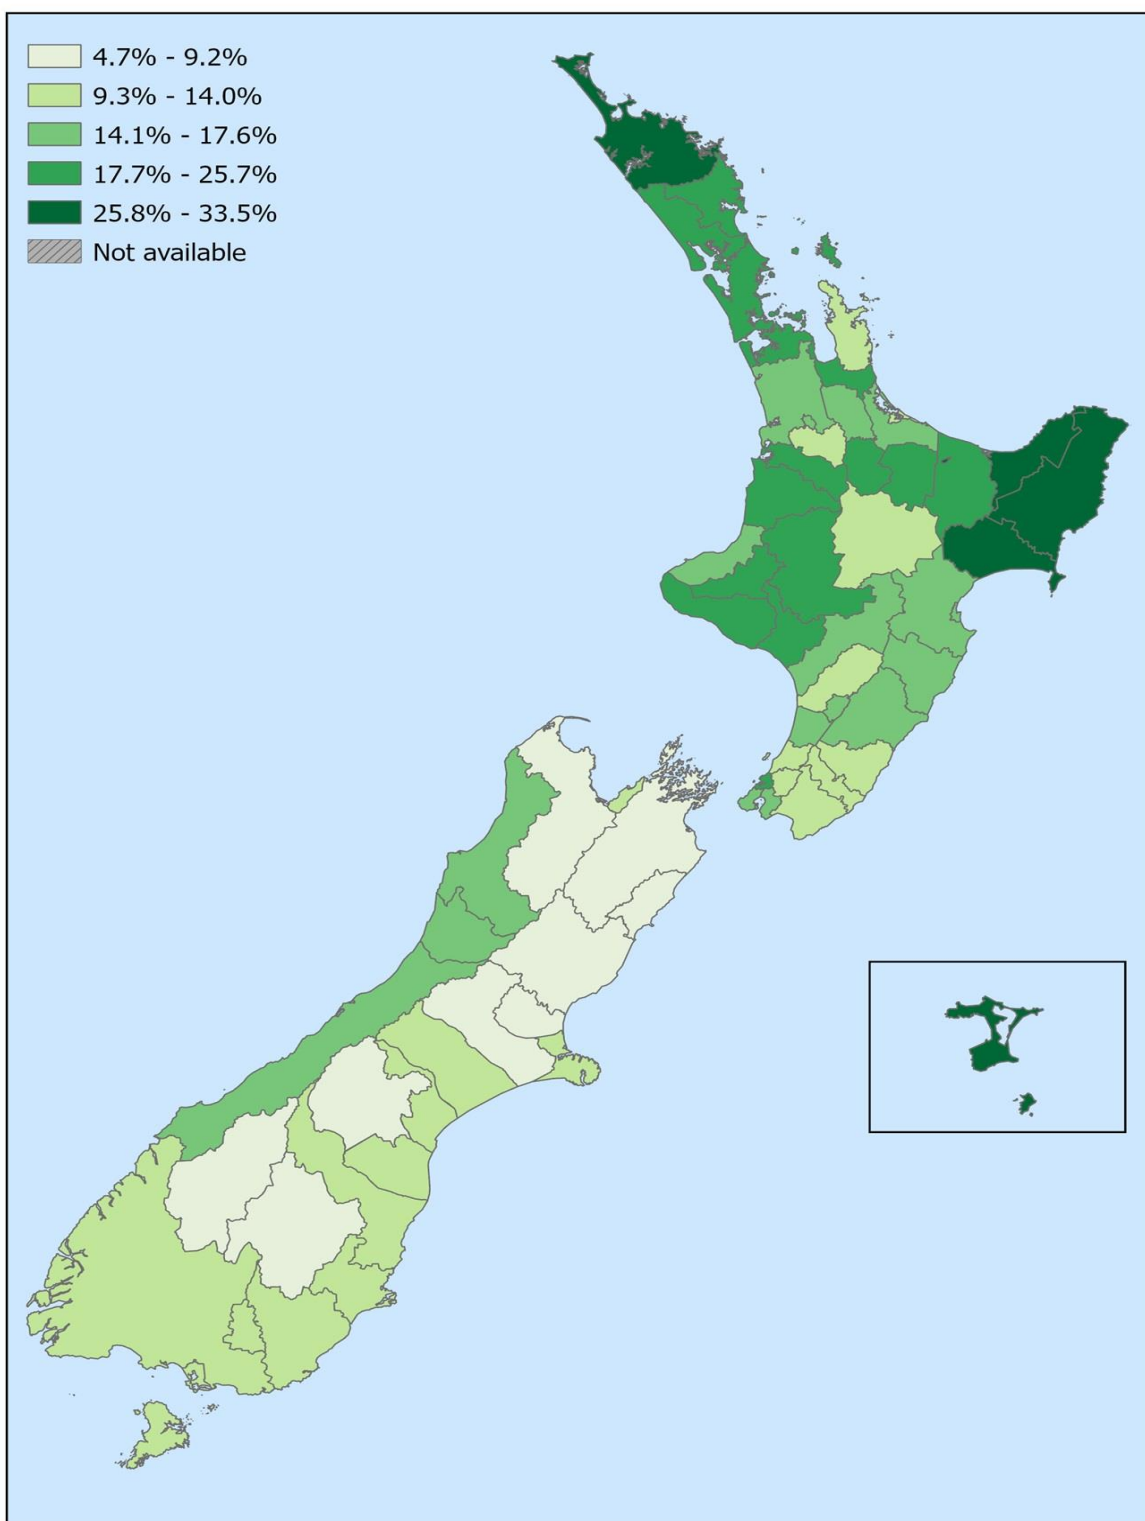 4.7% - 9.2%
9.3% - 14.0%
14.1% - 17.6%
17.7% - 25.7%
25.8% - 33.5%
Not available